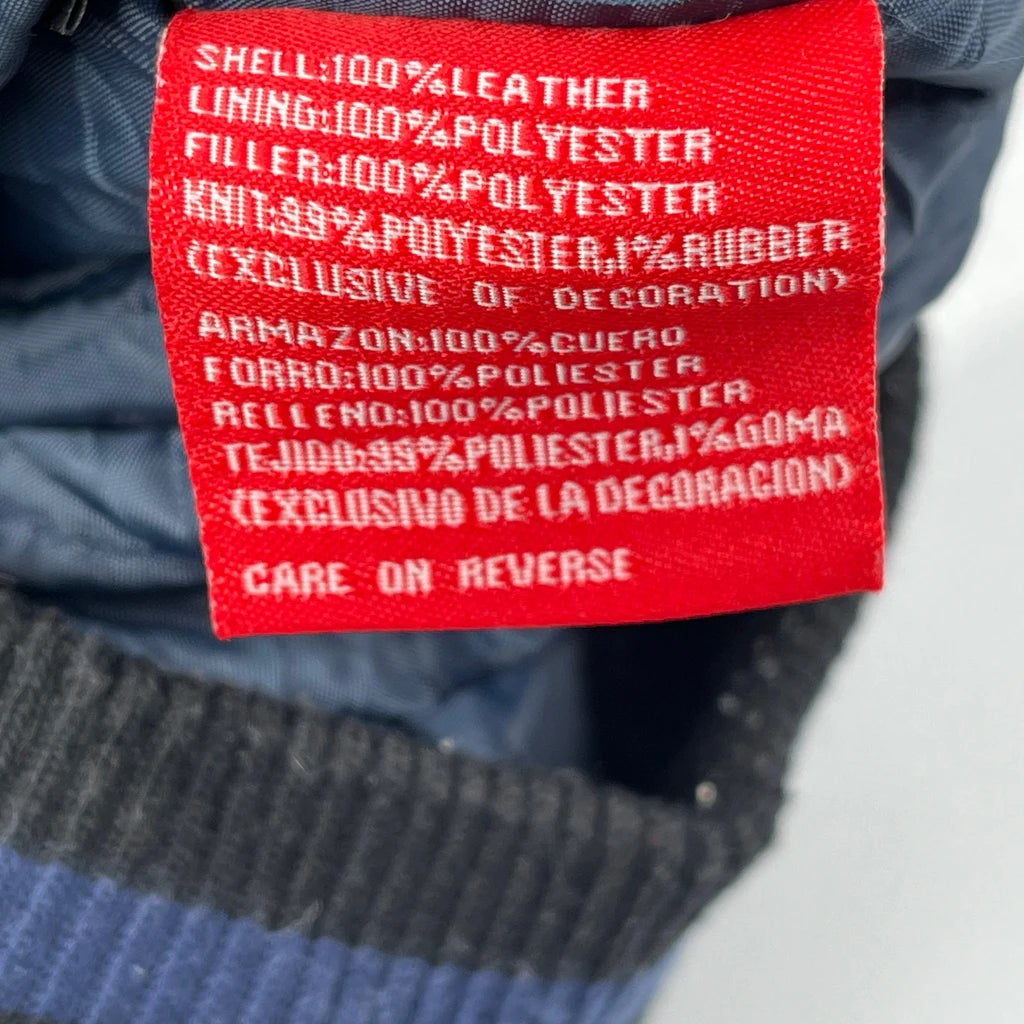 SHELL:100%LEATHER
LINING:100%POLYESTER
FILLER:100%POLYESTER
KNIT:99%POLYESTER,1%RUBBER
(EXCLUSIVE OF DECORATION)
ARMAZON:100%CUERO
FORRO:100%POLIESTER
RELLENO:100%POLIESTER
TEJIDO:99%POLIESTER,1%GOMA
(EXCLUSIVO DE LA DECORACION)
CARE ON REVERSE